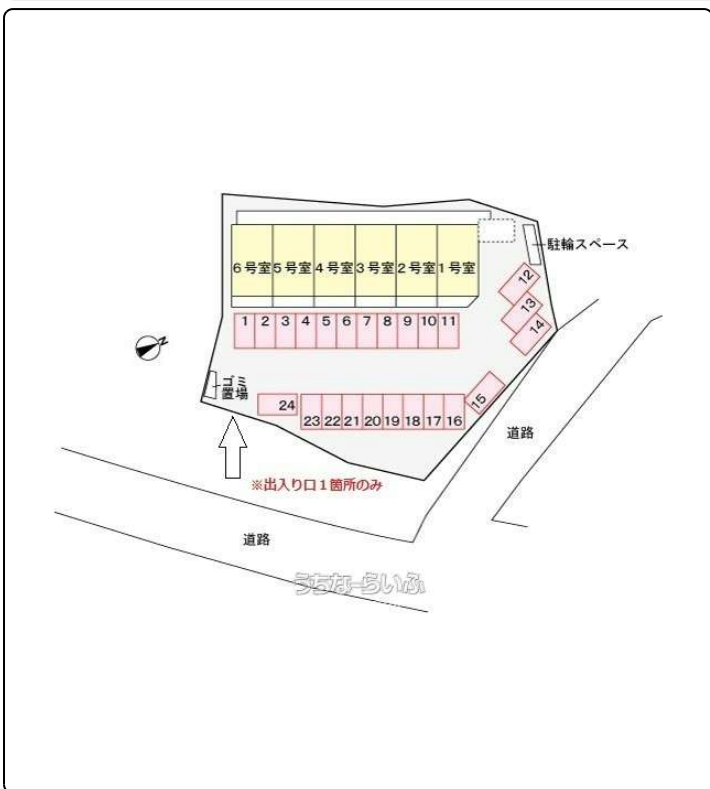 駐輪スペース
6号室 5号室 4号室 3号室 2号室 1号室
12
13
14
1 2 3 4 5 6 7 8 9 10 11
N
ゴミ
置場
24
15
23 22 21 20 19 18 17 16
道路
※出入り口1箇所のみ
道路
うちなーらいふ